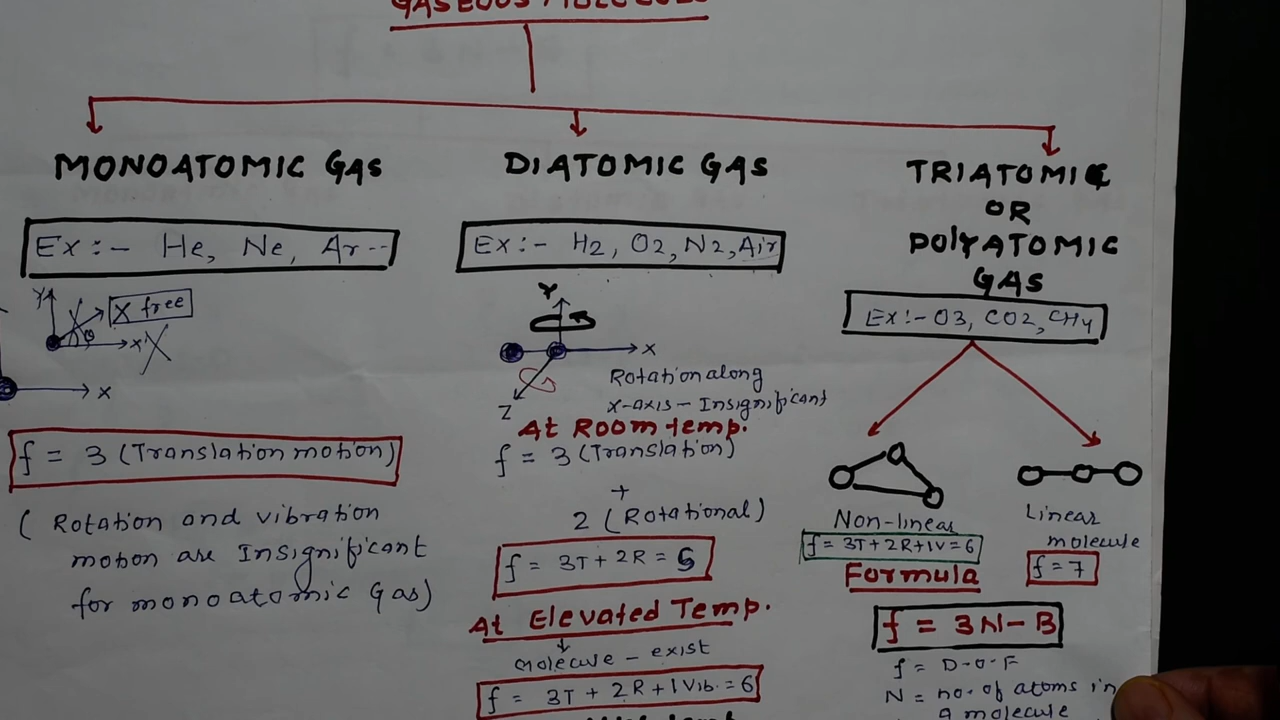 GASEOUS MOLECULE
MONOATOMIC GAS
Ex:- He, Ne, Ar--
Y
X free
θ
X
X
f = 3 (Translation motion)
( Rotation and vibration
motion are Insignificant
for monoatomic Gas)
DIATOMIC GAS
Ex:- H2, O2, N2, Air
Y
X
Z
Rotation along
x-axis - Insignificant
At Room temp.
f = 3 (Translation)
+
2 (Rotational)
f = 3T + 2R = 5
At Elevated Temp.
Molecule - exist
f = 3T + 2R + 1 Vib. = 6
TRIATOMIC
OR
POLYATOMIC
GAS
Ex:- O3, CO2, CH4
Non-linear
f = 3T + 2R + 1V = 6
Linear
molecule
f = 7
Formula
f = 3N - B
f = D.O.F
N = no. of atoms in
a molecule